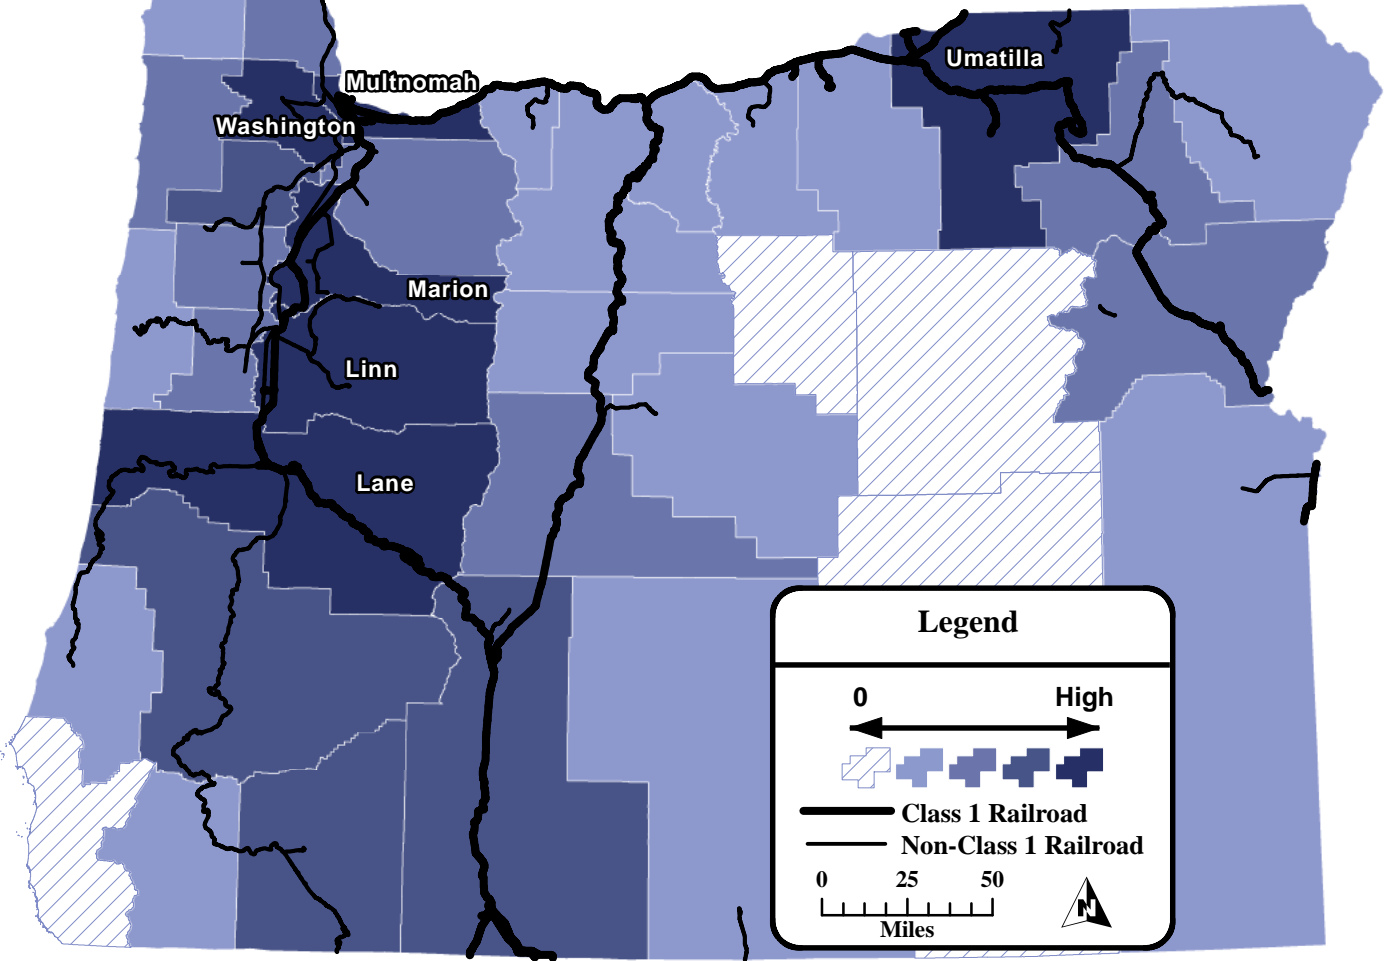 Umatilla
Multnomah
Washington
Marion
Linn
Lane
Legend
0 High
Class 1 Railroad
Non-Class 1 Railroad
0 25 50
Miles
N